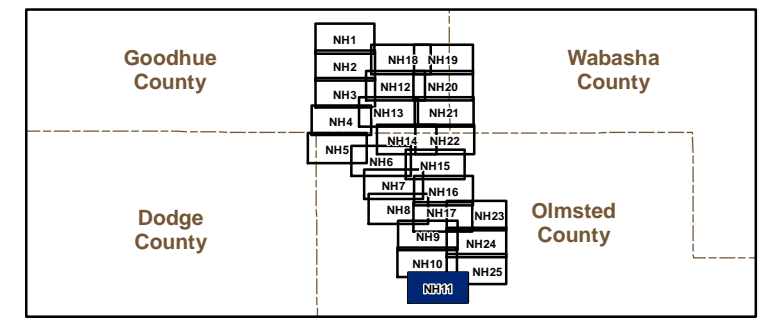 Goodhue
County
Wabasha
County
Dodge
County
Olmsted
County
NH1
NH2
NH3
NH4
NH5
NH18
NH19
NH12
NH20
NH13
NH21
NH14
NH22
NH6
NH15
NH7
NH16
NH8
NH17
NH23
NH9
NH24
NH10
NH25
NH11